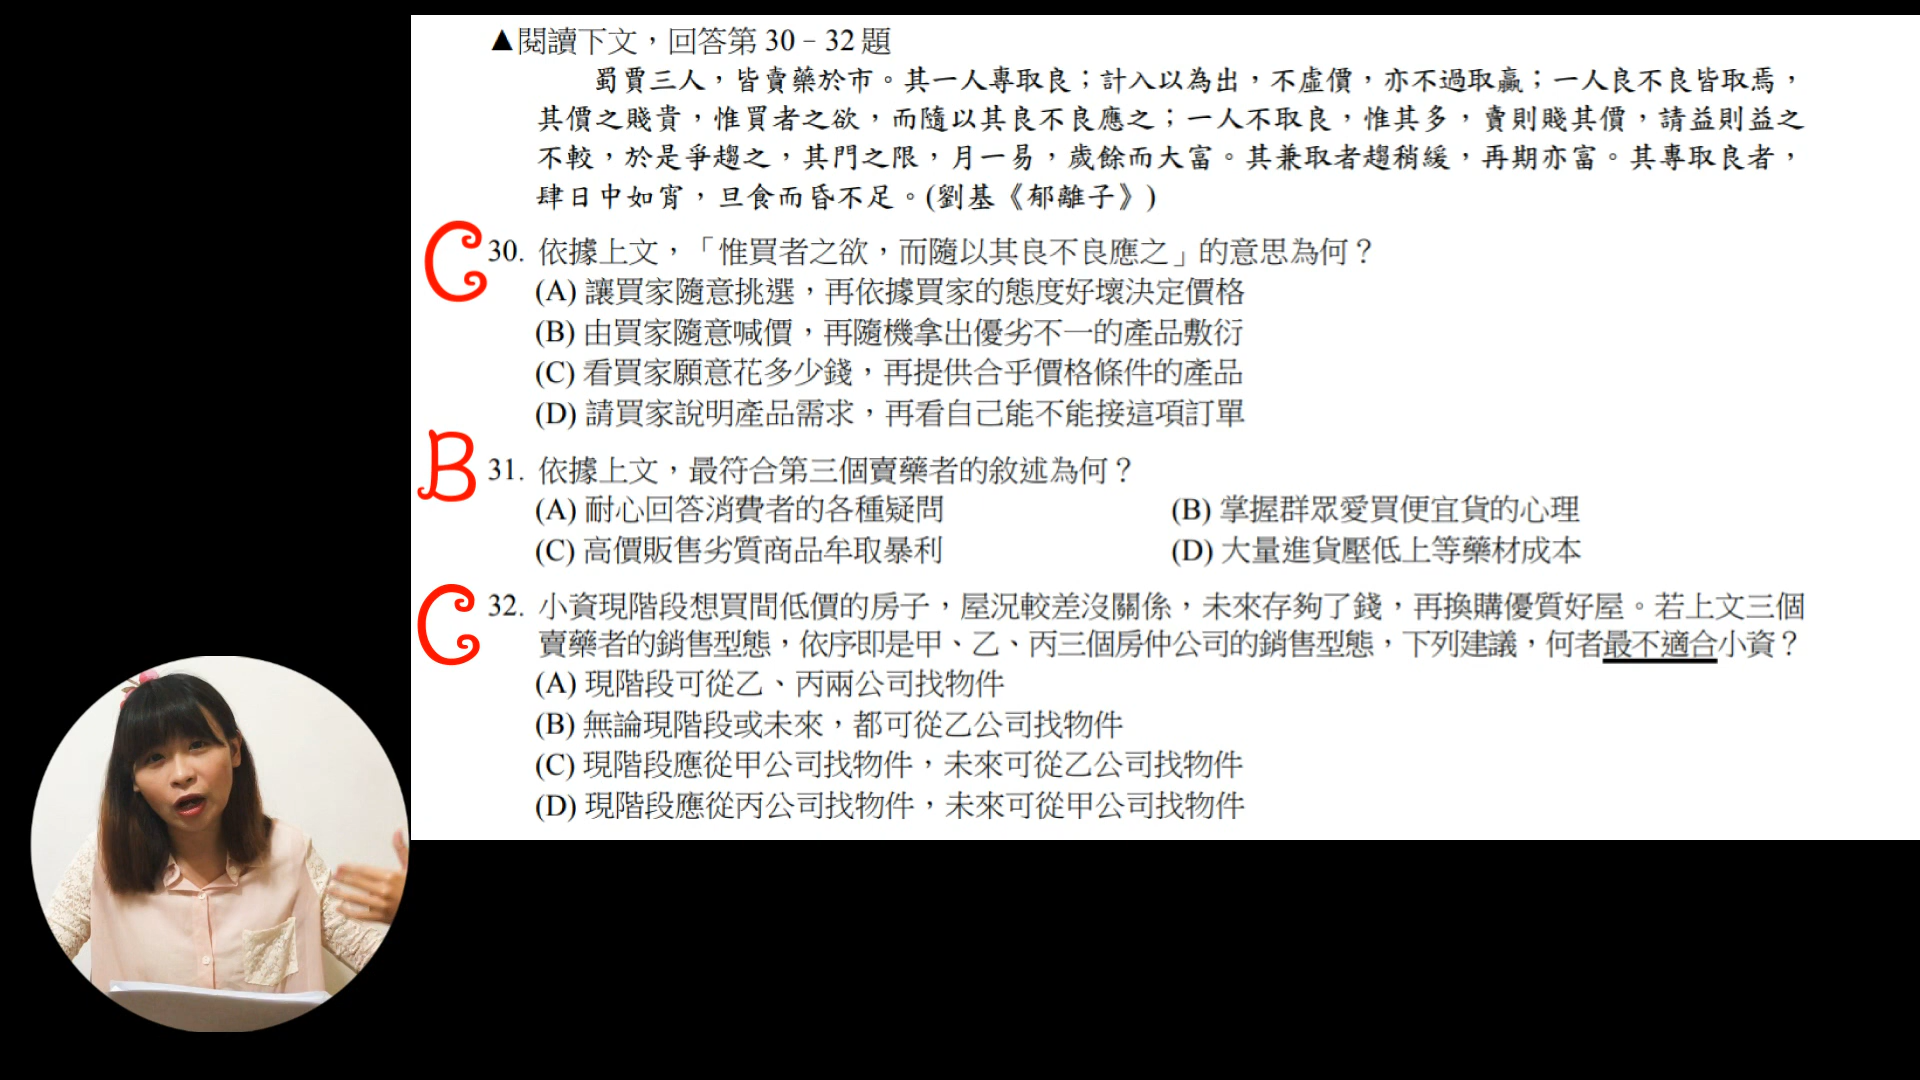 ▲閱讀下文，回答第 30－32 題
蜀賈三人，皆賣藥於市。其一人專取良；計入以為出，不虛價，亦不過取贏；一人良不良皆取焉，
其價之賤貴，惟買者之欲，而隨以其良不良應之；一人不取良，惟其多，賣則賤其價，請益則益之
不較，於是爭趨之，其門之限，月一易，歲餘而大富。其兼取者趨稍緩，再期亦富。其專取良者，
肆日中如宵，旦食而昏不足。(劉基《郁離子》)
C 30. 依據上文，「惟買者之欲，而隨以其良不良應之」的意思為何？
(A) 讓買家隨意挑選，再依據買家的態度好壞決定價格
(B) 由買家隨意喊價，再隨機拿出優劣不一的產品敷衍
(C) 看買家願意花多少錢，再提供合乎價格條件的產品
(D) 請買家說明產品需求，再看自己能不能接這項訂單
B 31. 依據上文，最符合第三個賣藥者的敘述為何？
(A) 耐心回答消費者的各種疑問 (B) 掌握群眾愛買便宜貨的心理
(C) 高價販售劣質商品牟取暴利 (D) 大量進貨壓低上等藥材成本
C 32. 小資現階段想買間低價的房子，屋況較差沒關係，未來存夠了錢，再換購優質好屋。若上文三個
賣藥者的銷售型態，依序即是甲、乙、丙三個房仲公司的銷售型態，下列建議，何者最不適合小資？
(A) 現階段可從乙、丙兩公司找物件
(B) 無論現階段或未來，都可從乙公司找物件
(C) 現階段應從甲公司找物件，未來可從乙公司找物件
(D) 現階段應從丙公司找物件，未來可從甲公司找物件